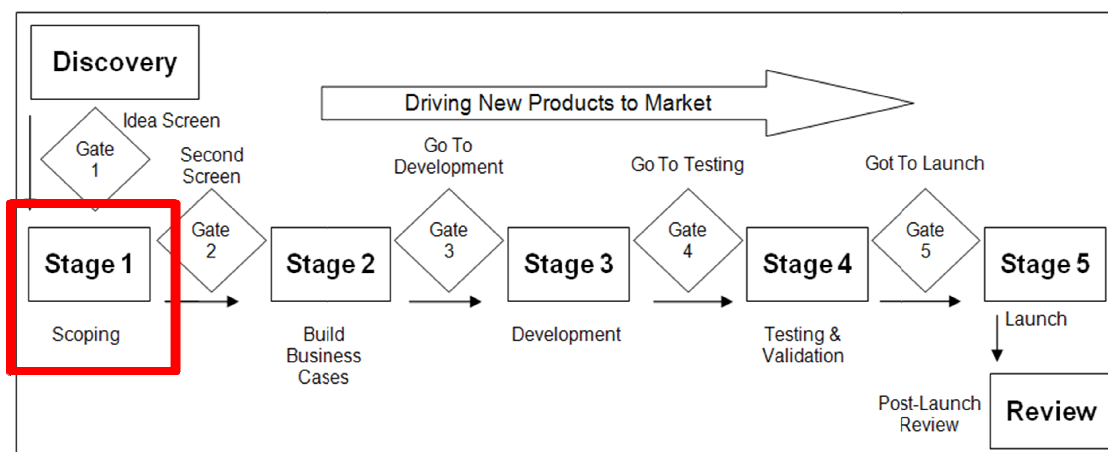 Discovery
Driving New Products to Market
Idea Screen
Gate
1
Second
Screen
Go To
Development
Go To Testing
Got To Launch
Gate
2
Gate
3
Gate
4
Gate
5
Stage 1
Stage 2
Stage 3
Stage 4
Stage 5
Scoping
Build
Business
Cases
Development
Testing &
Validation
Launch
Post-Launch
Review
Review